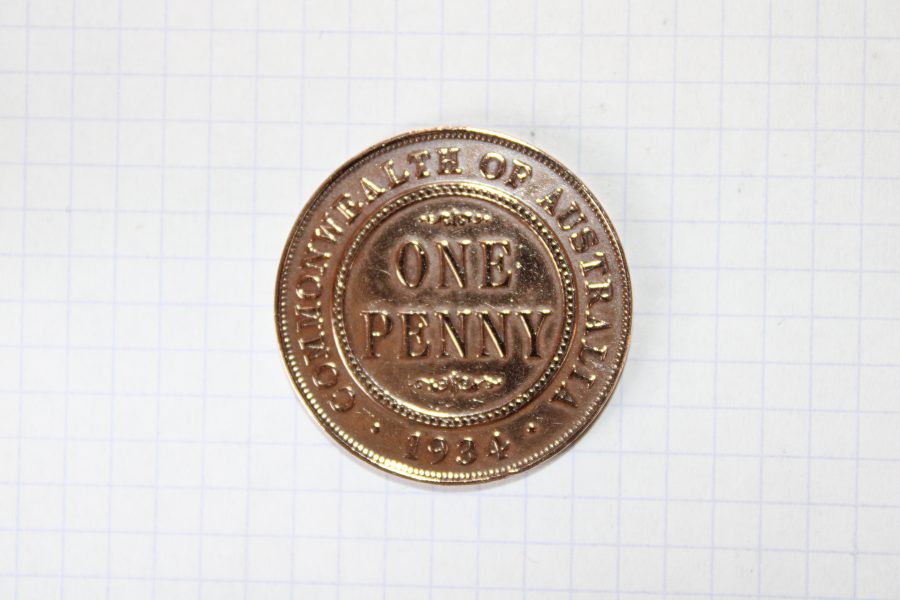 COMMONWEALTH OF AUSTRALIA
ONE
PENNY
· 1934 ·